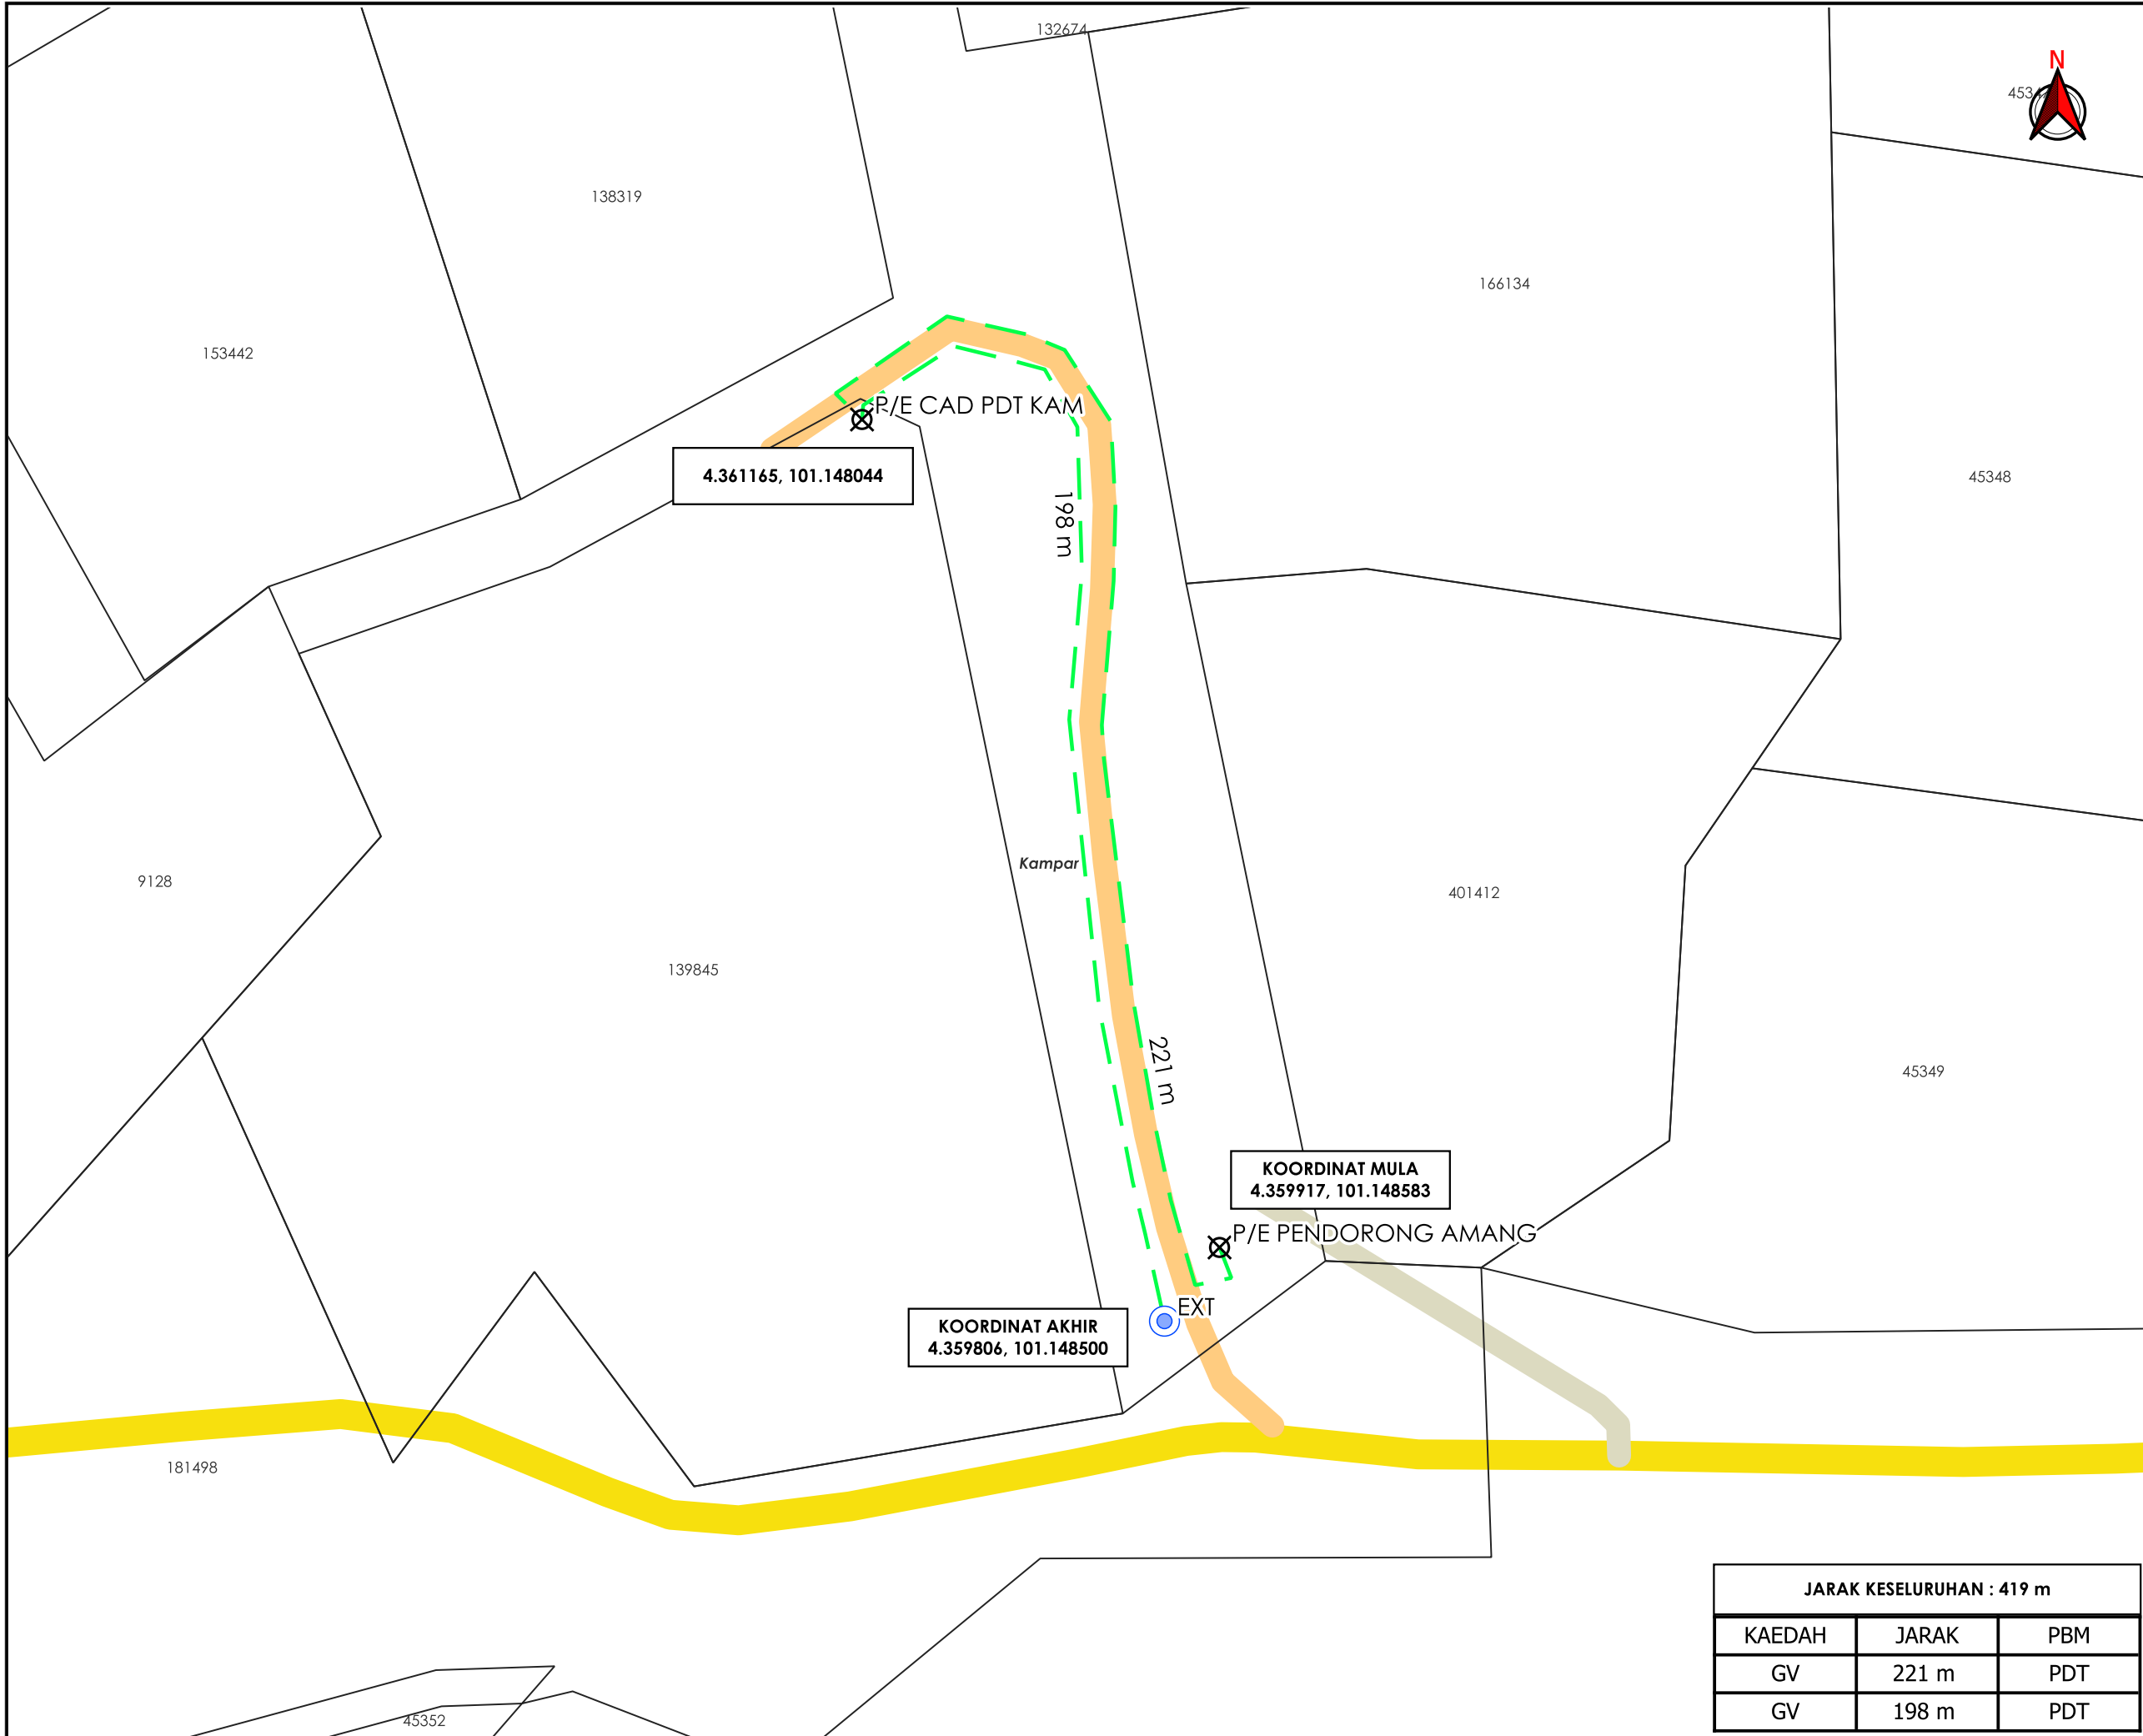 132674
N
4534
138319
166134
153442
P/E CAD PDT KAM
4.361165, 101.148044
45348
198 m
Kampar
9128
401412
139845
221 m
45349
KOORDINAT MULA
4.359917, 101.148583
P/E PENDORONG AMANG
EXT
KOORDINAT AKHIR
4.359806, 101.148500
181498
JARAK KESELURUHAN : 419 m
KAEDAH JARAK PBM
GV 221 m PDT
GV 198 m PDT
45352